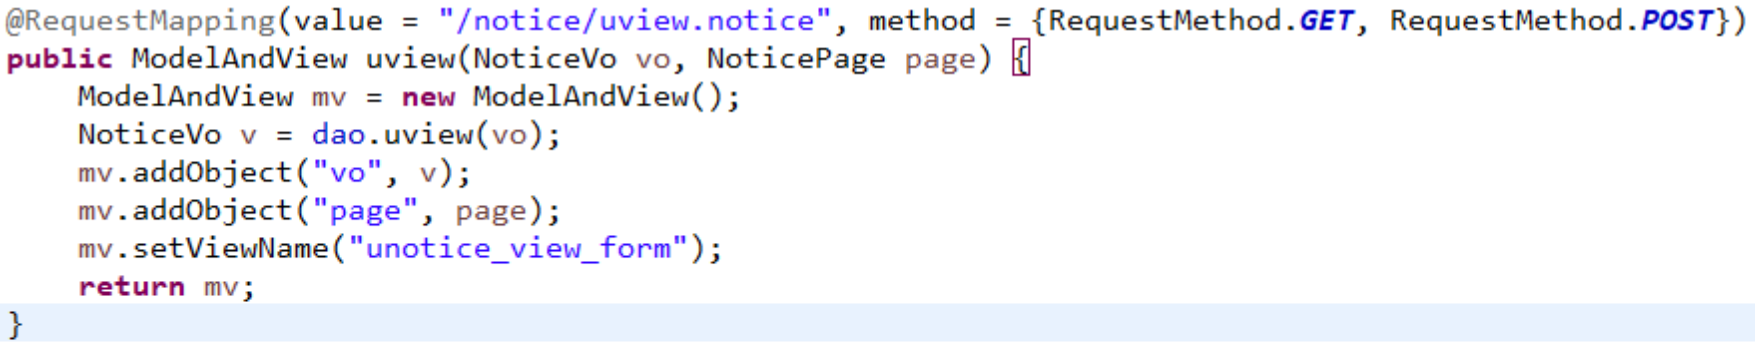 @RequestMapping(value = "/notice/uview.notice", method = {RequestMethod.GET, RequestMethod.POST})
public ModelAndView uview(NoticeVo vo, NoticePage page) {
    ModelAndView mv = new ModelAndView();
    NoticeVo v = dao.uview(vo);
    mv.addObject("vo", v);
    mv.addObject("page", page);
    mv.setViewName("unotice_view_form");
    return mv;
}